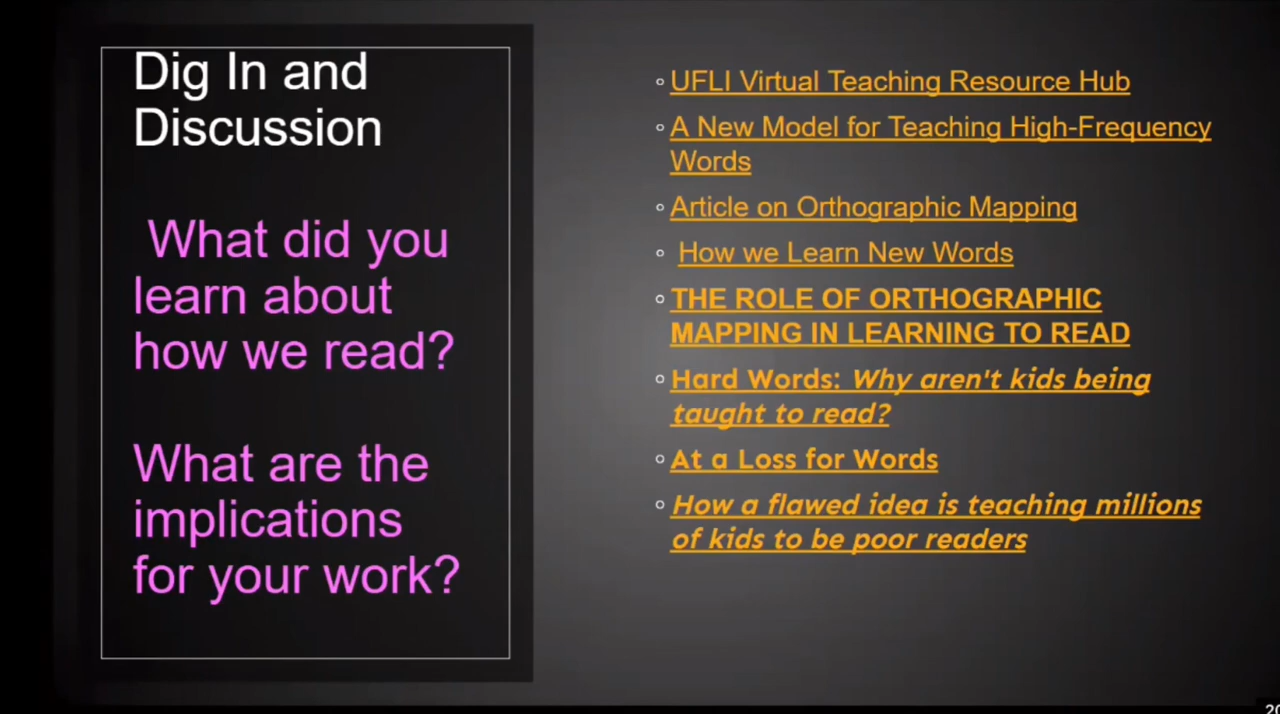 Dig In and
Discussion
What did you
learn about
how we read?
What are the
implications
for your work?
UFLI Virtual Teaching Resource Hub
A New Model for Teaching High-Frequency
Words
Article on Orthographic Mapping
How we Learn New Words
THE ROLE OF ORTHOGRAPHIC
MAPPING IN LEARNING TO READ
Hard Words: Why aren't kids being
taught to read?
At a Loss for Words
How a flawed idea is teaching millions
of kids to be poor readers